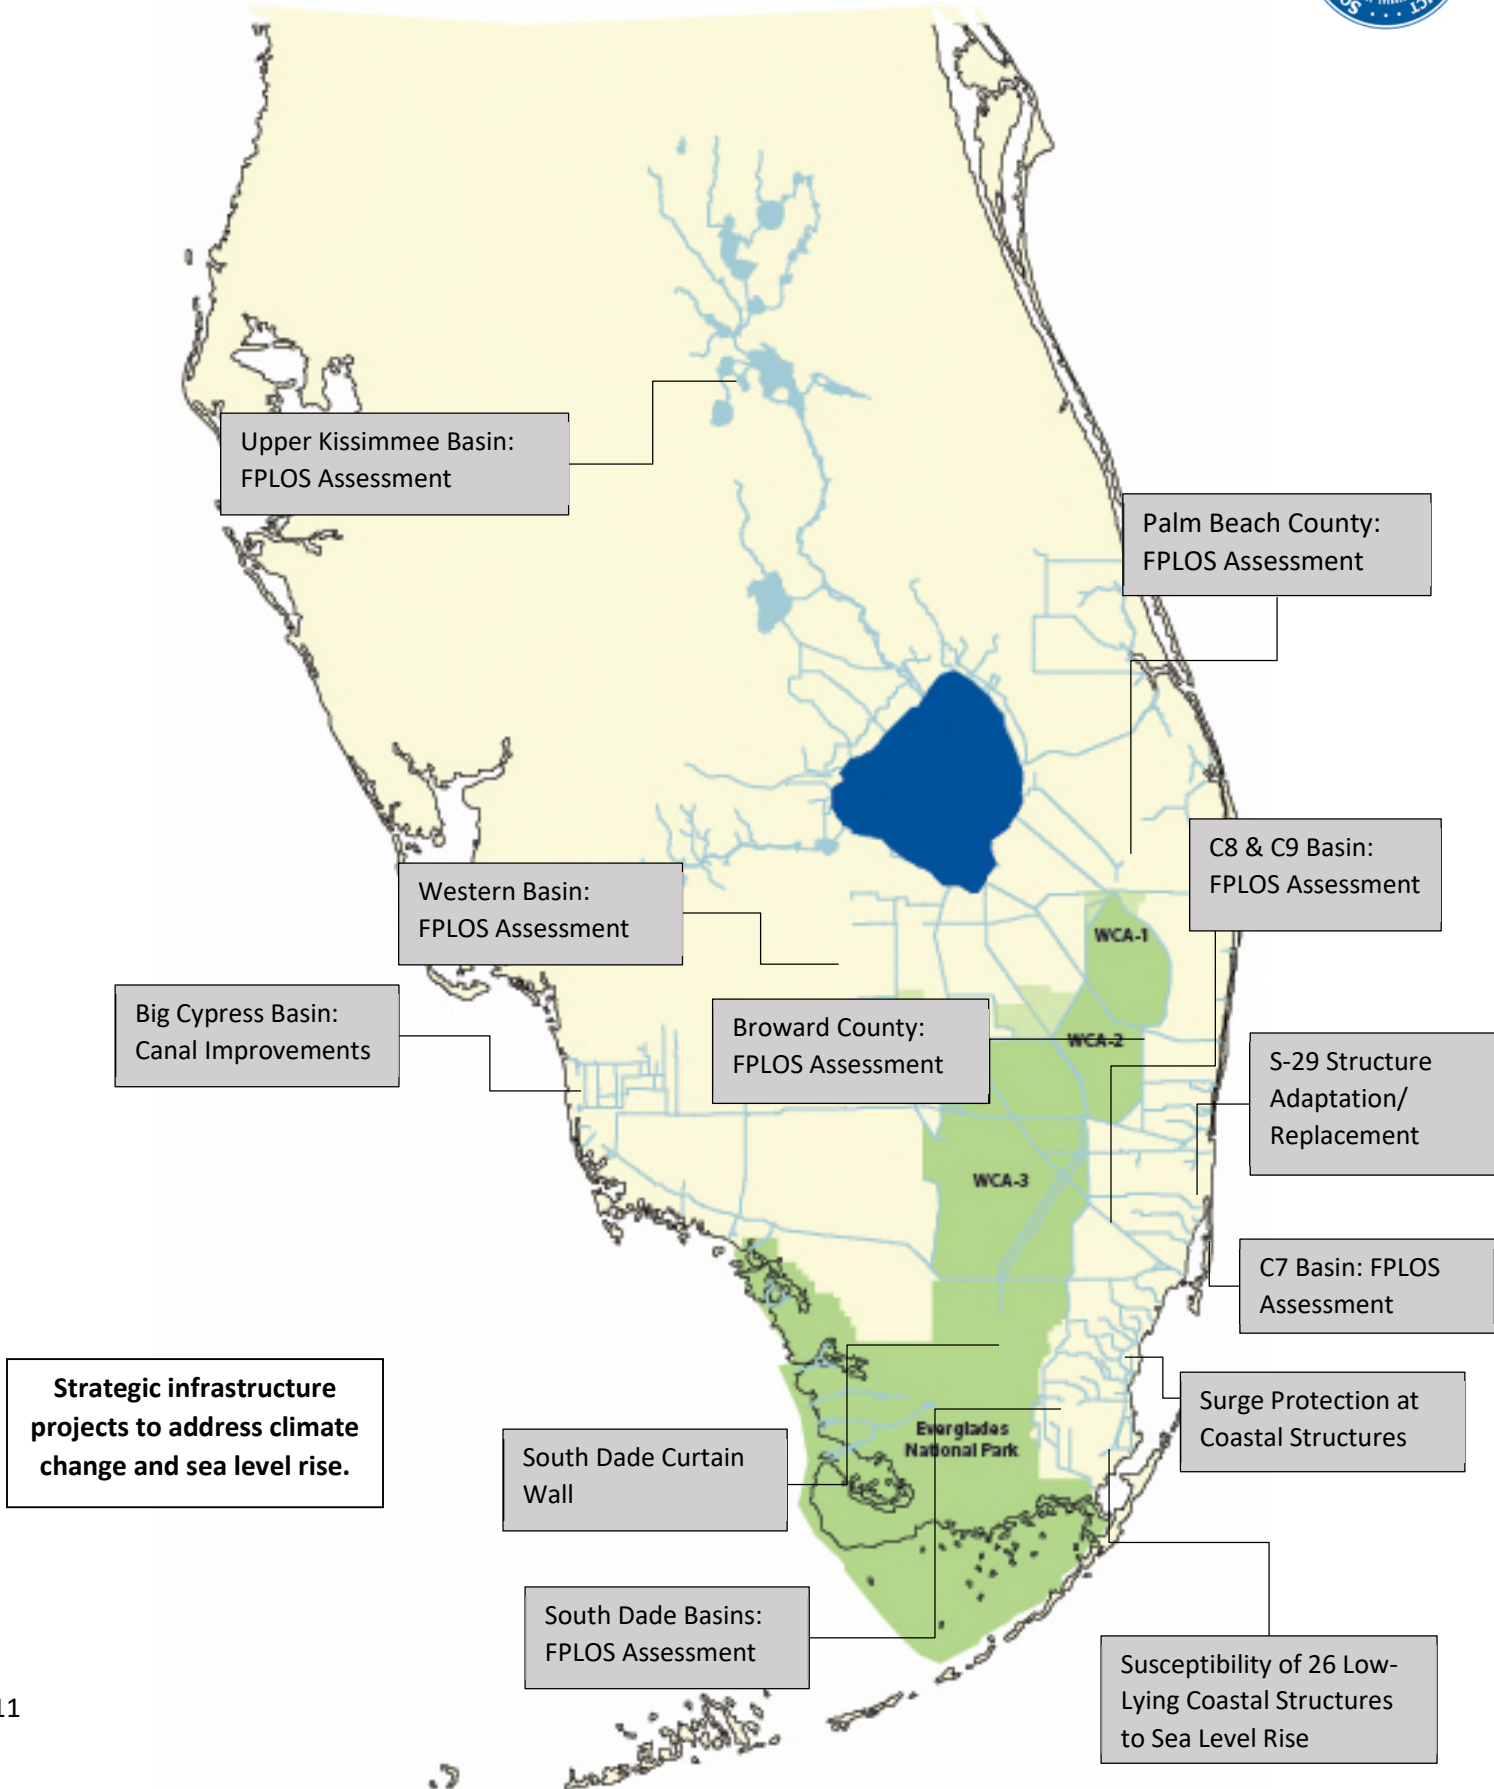 Upper Kissimmee Basin:
FPLOS Assessment
Palm Beach County:
FPLOS Assessment
C8 & C9 Basin:
FPLOS Assessment
Western Basin:
FPLOS Assessment
WCA-1
Big Cypress Basin:
Canal Improvements
Broward County:
FPLOS Assessment
WCA-2
S-29 Structure
Adaptation/
Replacement
WCA-3
C7 Basin: FPLOS
Assessment
Strategic infrastructure
projects to address climate
change and sea level rise.
Surge Protection at
Coastal Structures
Everglades
National Park
South Dade Curtain
Wall
South Dade Basins:
FPLOS Assessment
Susceptibility of 26 Low-
Lying Coastal Structures
to Sea Level Rise
11